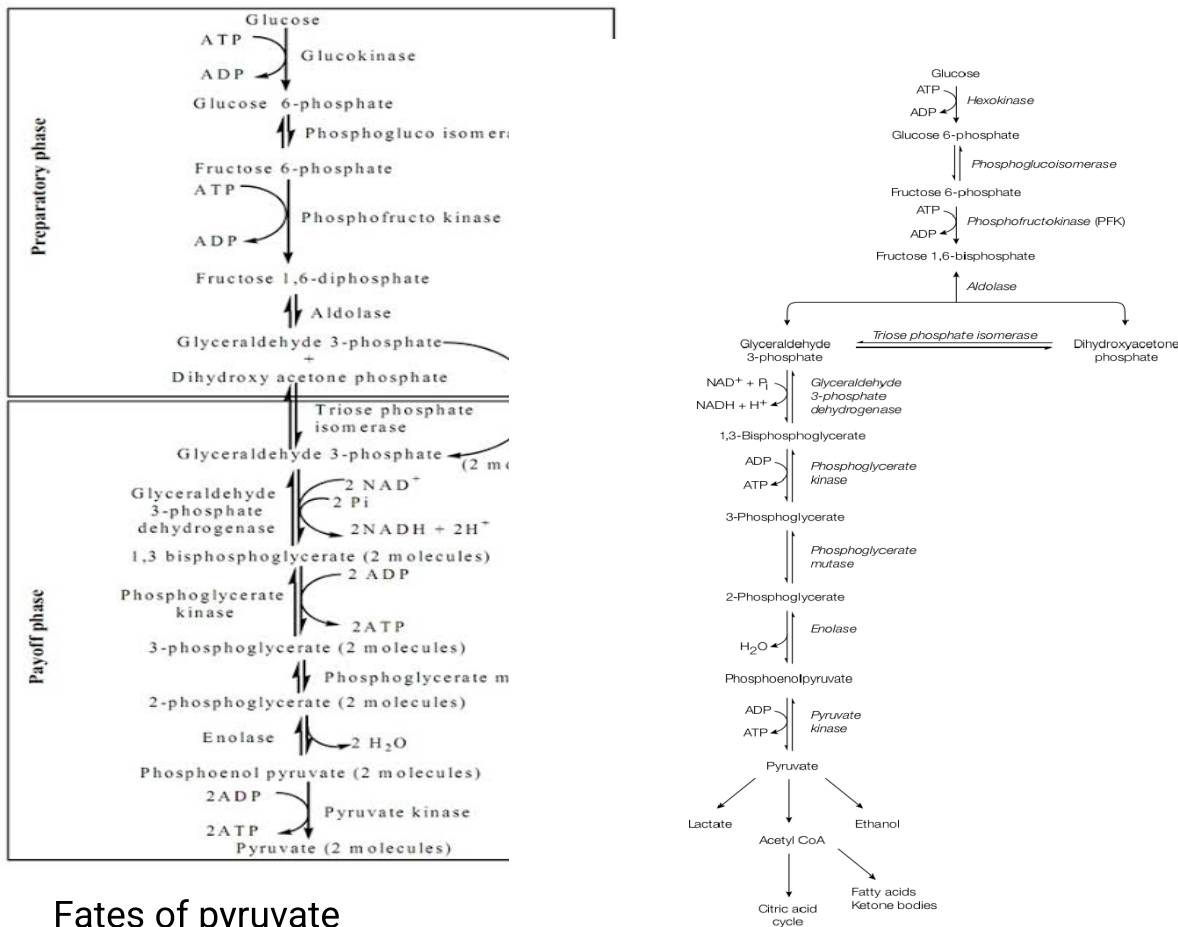 Glucose
ATP
Glucokinase
ADP
Glucose 6-phosphate
Phosphogluco
Fructose 6-phosphate
ATP
Phosphofructo kinase
ADP
Fructose 1,6-diphosphate
Aldolase
Glyceraldehyde 3-phosphate
+
Dihydroxy acetone phosphate
Preparatory phase
Triose phosphate
isomerase
Glyceraldehyde 3-phosphate
(2
Glyceraldehyde
3-phosphate
dehydrogenase
2 NAD⁺
2 Pi
2NADH + 2H⁺
1,3 bisphosphoglycerate (2 molecules)
Phosphoglycerate
kinase
2 ADP
2ATP
3-phosphoglycerate (2 molecules)
Phosphoglycerate
2-phosphoglycerate (2 molecules)
Enolase
2 H₂O
Phosphoenol pyruvate (2 molecules)
2ADP
Pyruvate kinase
2ATP
Pyruvate (2 molecules)
Payoff phase
Fates of pyruvate
Glucose
ATP
Hexokinase
ADP
Glucose 6-phosphate
Phosphoglucoisomerase
Fructose 6-phosphate
ATP
Phosphofructokinase (PFK)
ADP
Fructose 1,6-bisphosphate
Aldolase
Glyceraldehyde
3-phosphate
Triose phosphate isomerase
Dihydroxyacetone
phosphate
NAD⁺ + Pi
NADH + H⁺
Glyceraldehyde
3-phosphate
dehydrogenase
1,3-Bisphosphoglycerate
ADP
ATP
Phosphoglycerate
kinase
3-Phosphoglycerate
Phosphoglycerate
mutase
2-Phosphoglycerate
Enolase
H₂O
Phosphoenolpyruvate
ADP
ATP
Pyruvate
kinase
Pyruvate
Lactate
Acetyl CoA
Ethanol
Citric acid
cycle
Fatty acids
Ketone bodies